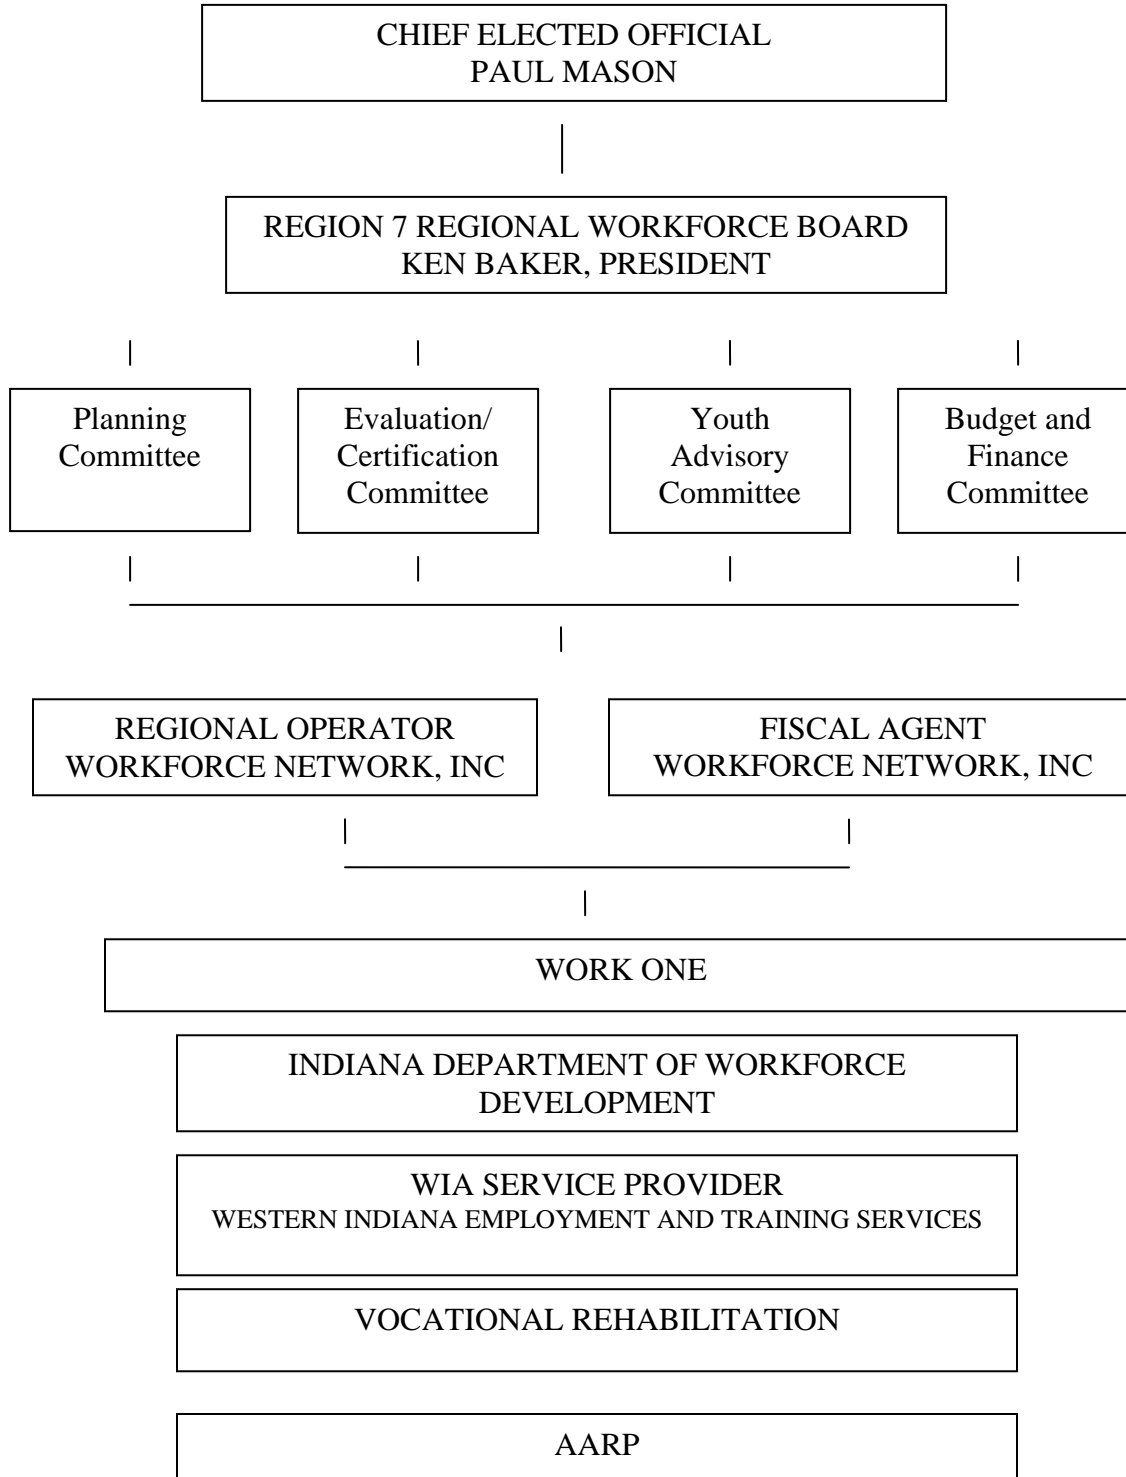 CHIEF ELECTED OFFICIAL
PAUL MASON
REGION 7 REGIONAL WORKFORCE BOARD
KEN BAKER, PRESIDENT
Planning
Committee
Evaluation/
Certification
Committee
Youth
Advisory
Committee
Budget and
Finance
Committee
REGIONAL OPERATOR
WORKFORCE NETWORK, INC
FISCAL AGENT
WORKFORCE NETWORK, INC
WORK ONE
INDIANA DEPARTMENT OF WORKFORCE
DEVELOPMENT
WIA SERVICE PROVIDER
WESTERN INDIANA EMPLOYMENT AND TRAINING SERVICES
VOCATIONAL REHABILITATION
AARP